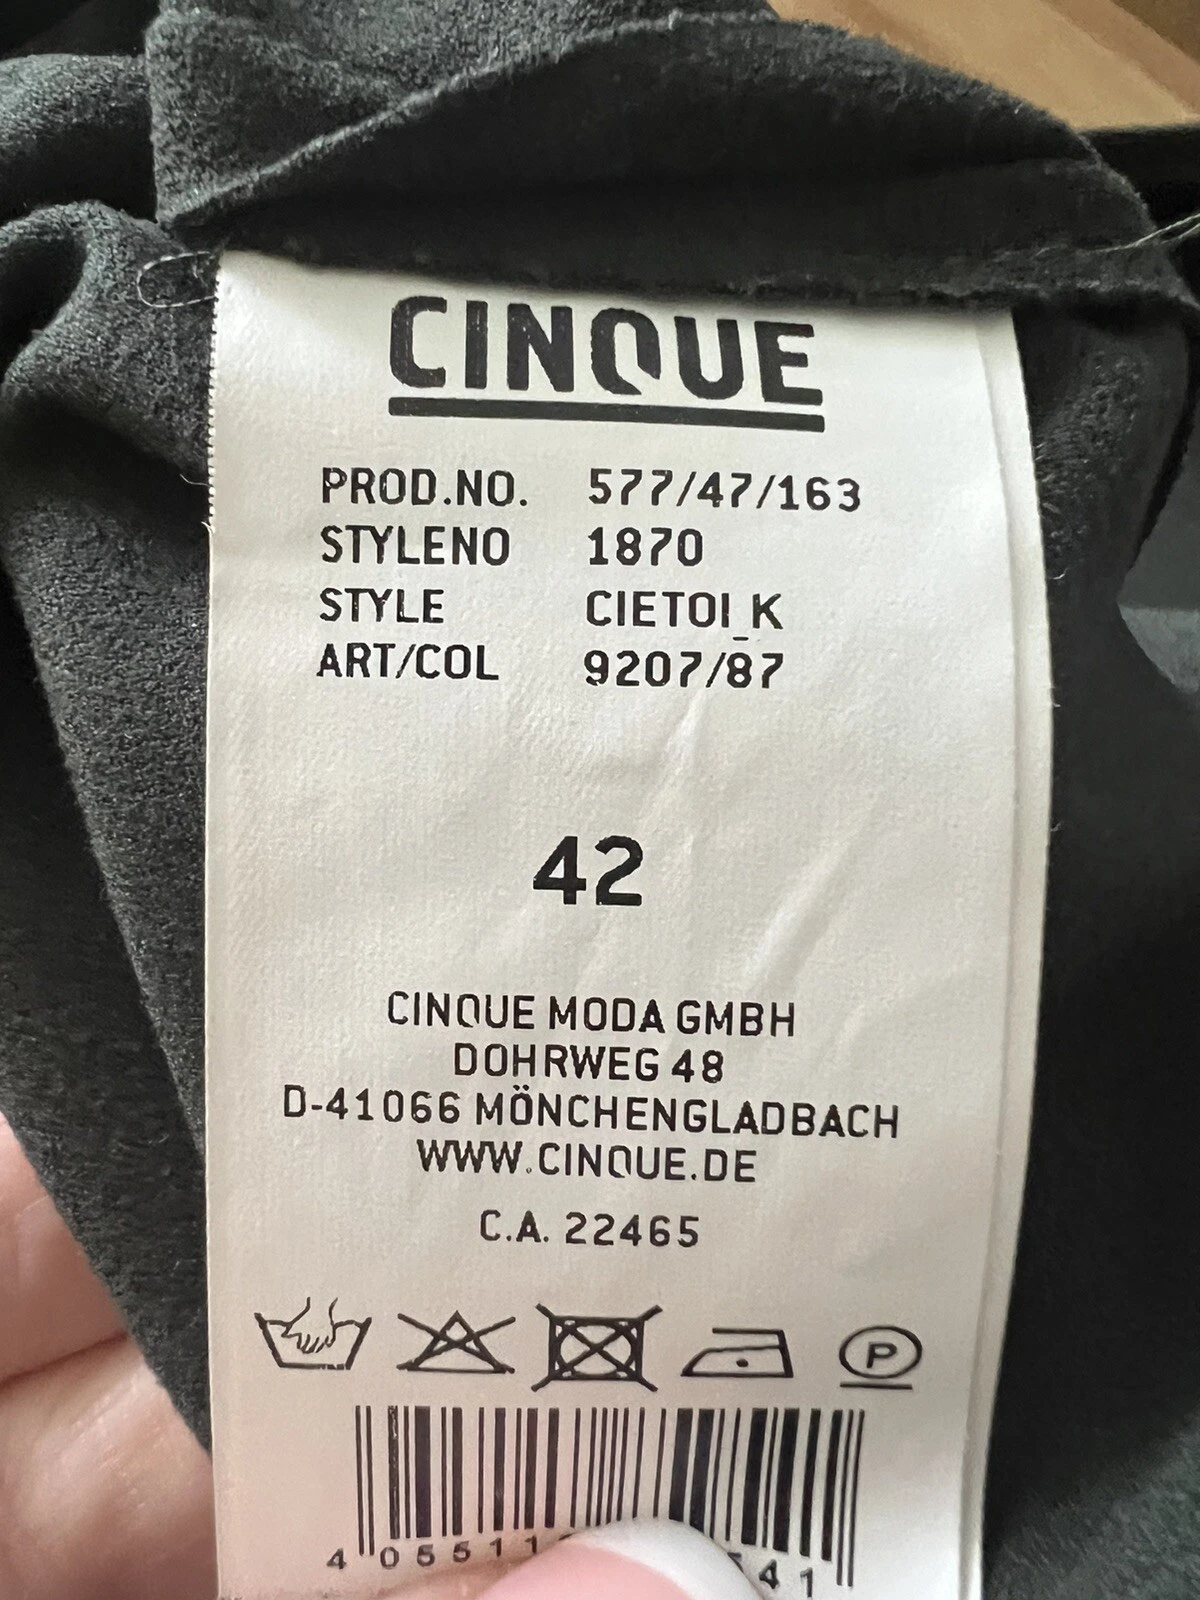 CINQUE
PROD.NO. 577/47/163
STYLENO 1870
STYLE CIETOI_K
ART/COL 9207/87
42
CINQUE MODA GMBH
DOHRWEG 48
D-41066 MÖNCHENGLADBACH
WWW.CINQUE.DE
C.A. 22465
P